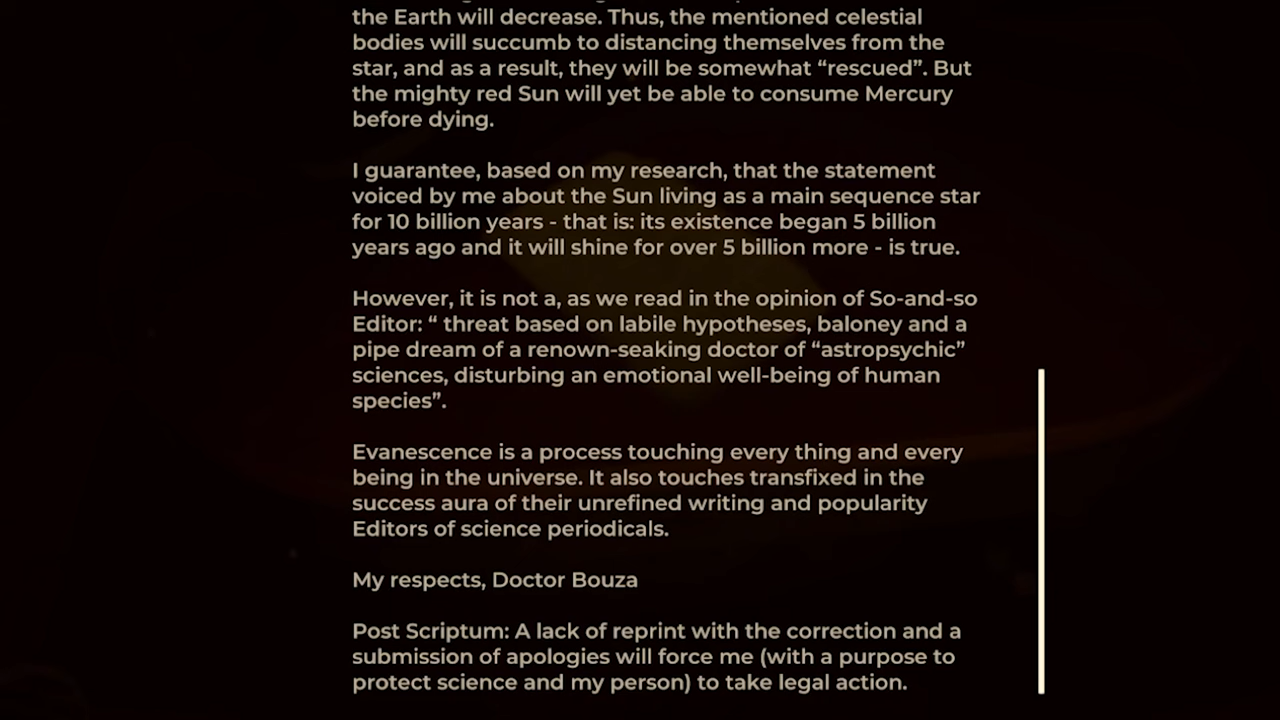 the Earth will decrease. Thus, the mentioned celestial
bodies will succumb to distancing themselves from the
star, and as a result, they will be somewhat “rescued”. But
the mighty red Sun will yet be able to consume Mercury
before dying.
I guarantee, based on my research, that the statement
voiced by me about the Sun living as a main sequence star
for 10 billion years - that is: its existence began 5 billion
years ago and it will shine for over 5 billion more - is true.
However, it is not a, as we read in the opinion of So-and-so
Editor: “ threat based on labile hypotheses, baloney and a
pipe dream of a renown-seaking doctor of “astropsychic”
sciences, disturbing an emotional well-being of human
species”.
Evanescence is a process touching every thing and every
being in the universe. It also touches transfixed in the
success aura of their unrefined writing and popularity
Editors of science periodicals.
My respects, Doctor Bouza
Post Scriptum: A lack of reprint with the correction and a
submission of apologies will force me (with a purpose to
protect science and my person) to take legal action.